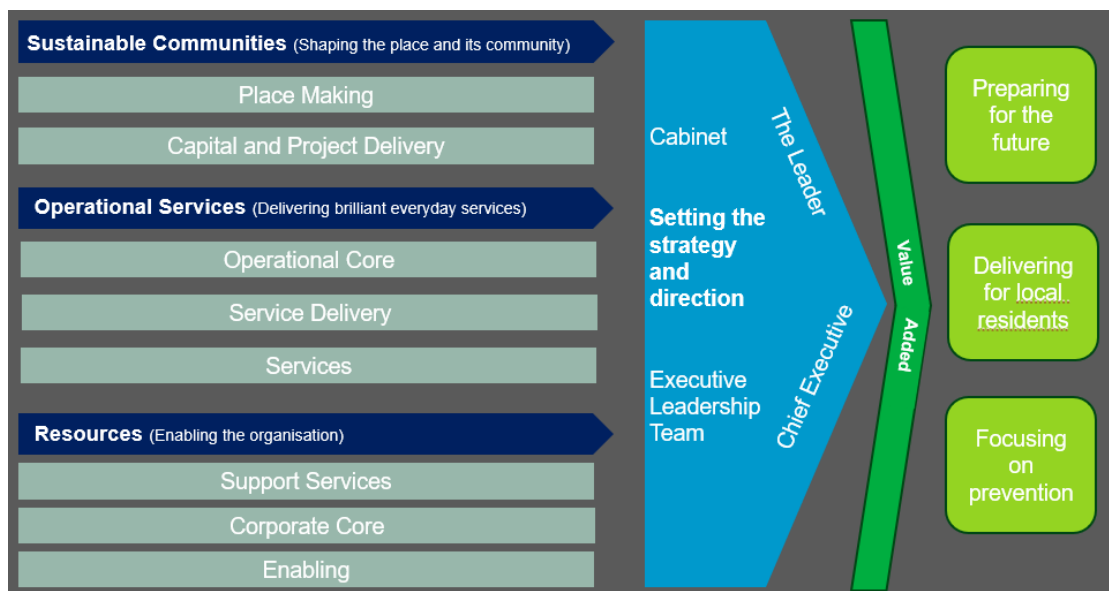 Sustainable Communities (Shaping the place and its community)
Place Making
Capital and Project Delivery
Operational Services (Delivering brilliant everyday services)
Operational Core
Service Delivery
Services
Resources (Enabling the organisation)
Support Services
Corporate Core
Enabling
Cabinet
The Leader
Setting the
strategy
and
direction
Executive
Leadership
Team
Chief Executive
Value Added
Preparing
for the
future
Delivering
for local
residents
Focusing
on
prevention